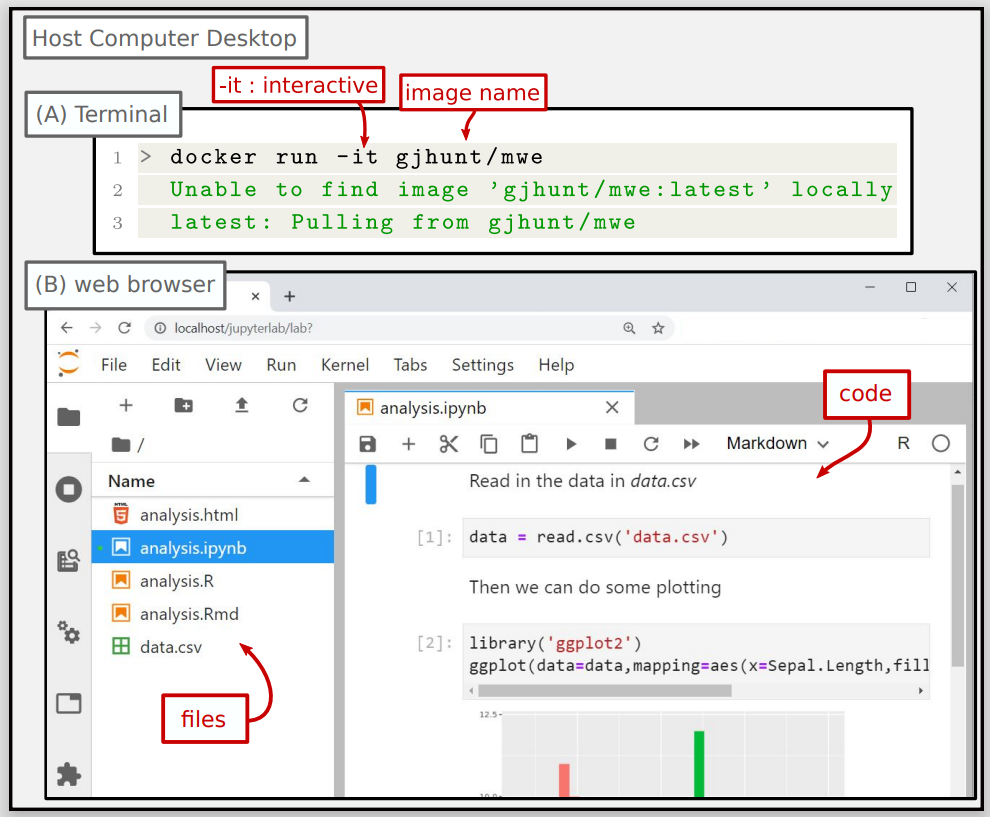 Host Computer Desktop
-it : interactive
image name
(A) Terminal
1 > docker run -it gjhunt/mwe
2 Unable to find image ’gjhunt/mwe:latest’ locally
3 latest: Pulling from gjhunt/mwe
(B) web browser
localhost/jupyterlab/lab?
File Edit View Run Kernel Tabs Settings Help
code
analysis.ipynb
/
Markdown R
Name
analysis.html
analysis.ipynb
analysis.R
analysis.Rmd
data.csv
files
Read in the data in data.csv
[1]: data = read.csv('data.csv')
Then we can do some plotting
[2]: library('ggplot2')
ggplot(data=data,mapping=aes(x=Sepal.Length,fill
12.5